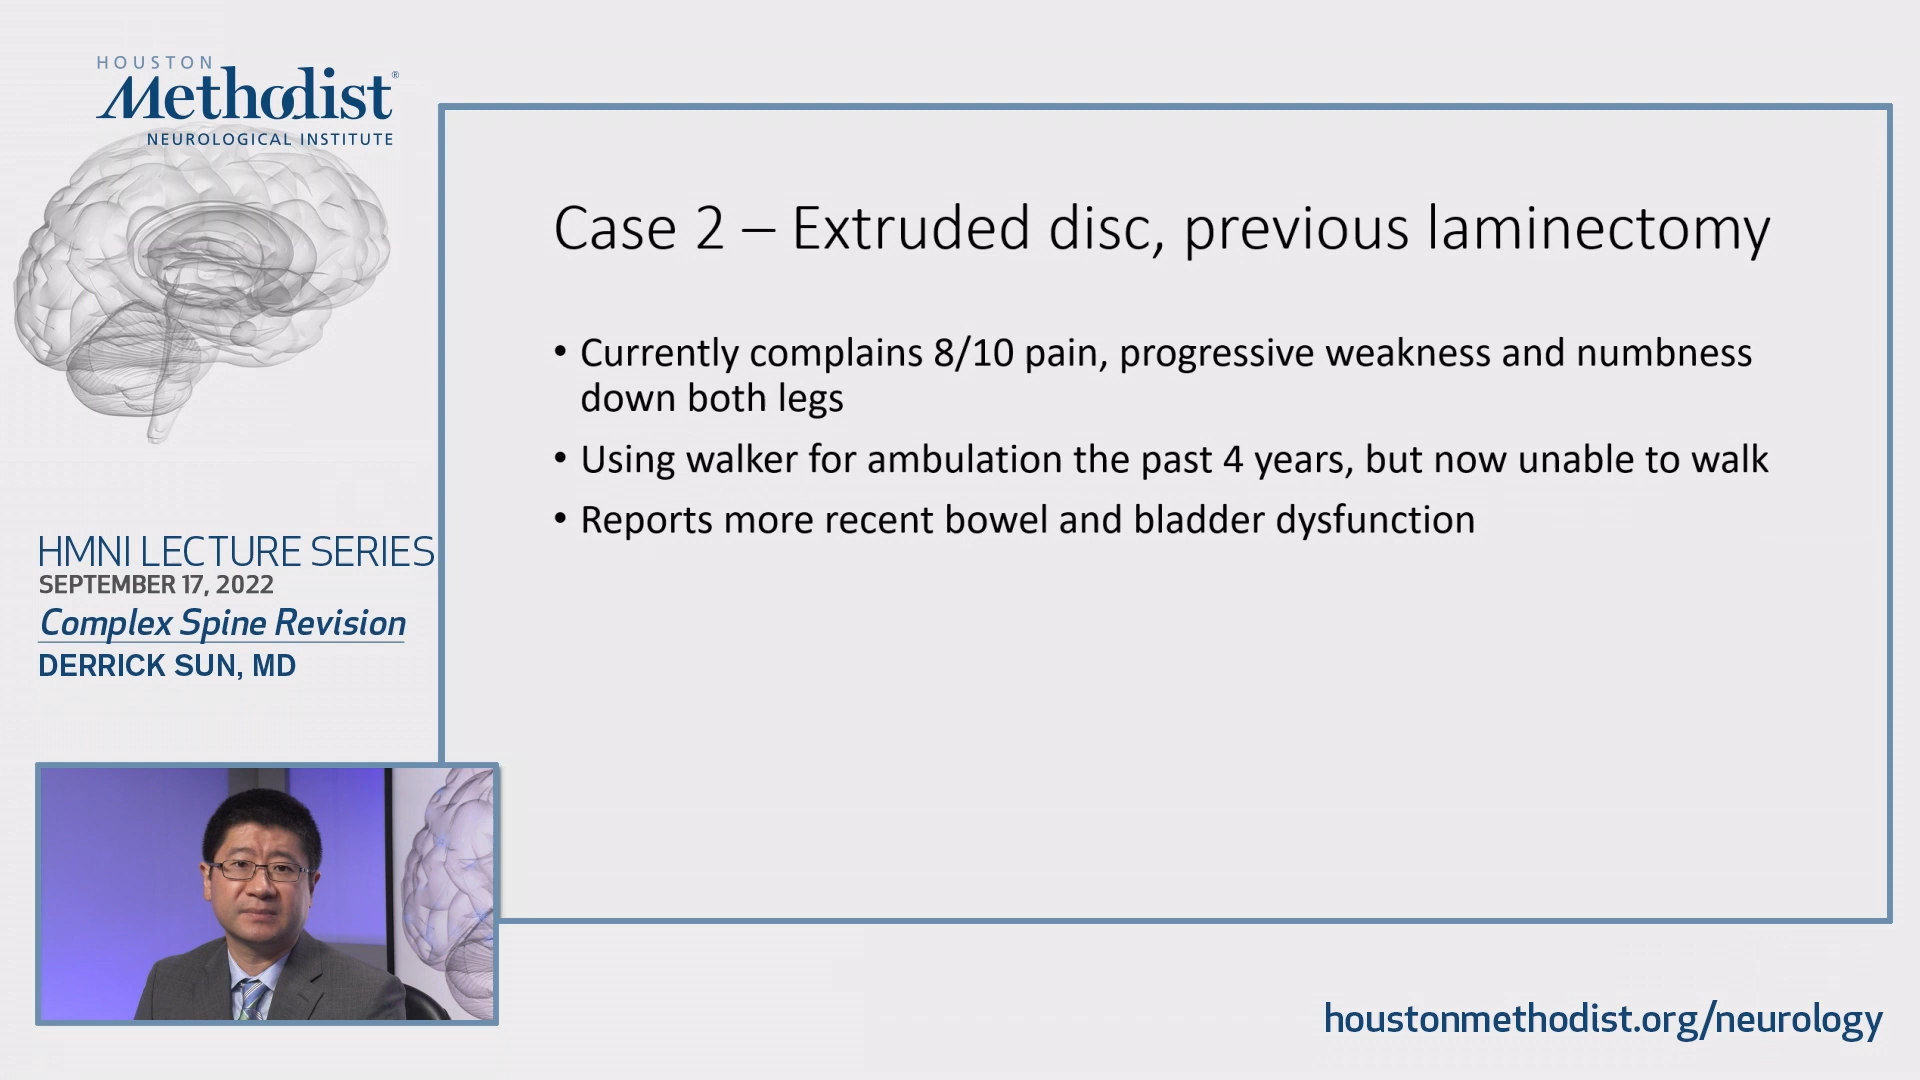 HOUSTON
Methodist®
NEUROLOGICAL INSTITUTE
Case 2 – Extruded disc, previous laminectomy
• Currently complains 8/10 pain, progressive weakness and numbness
down both legs
• Using walker for ambulation the past 4 years, but now unable to walk
• Reports more recent bowel and bladder dysfunction
HMNI LECTURE SERIES
SEPTEMBER 17, 2022
Complex Spine Revision
DERRICK SUN, MD
houstonmethodist.org/neurology